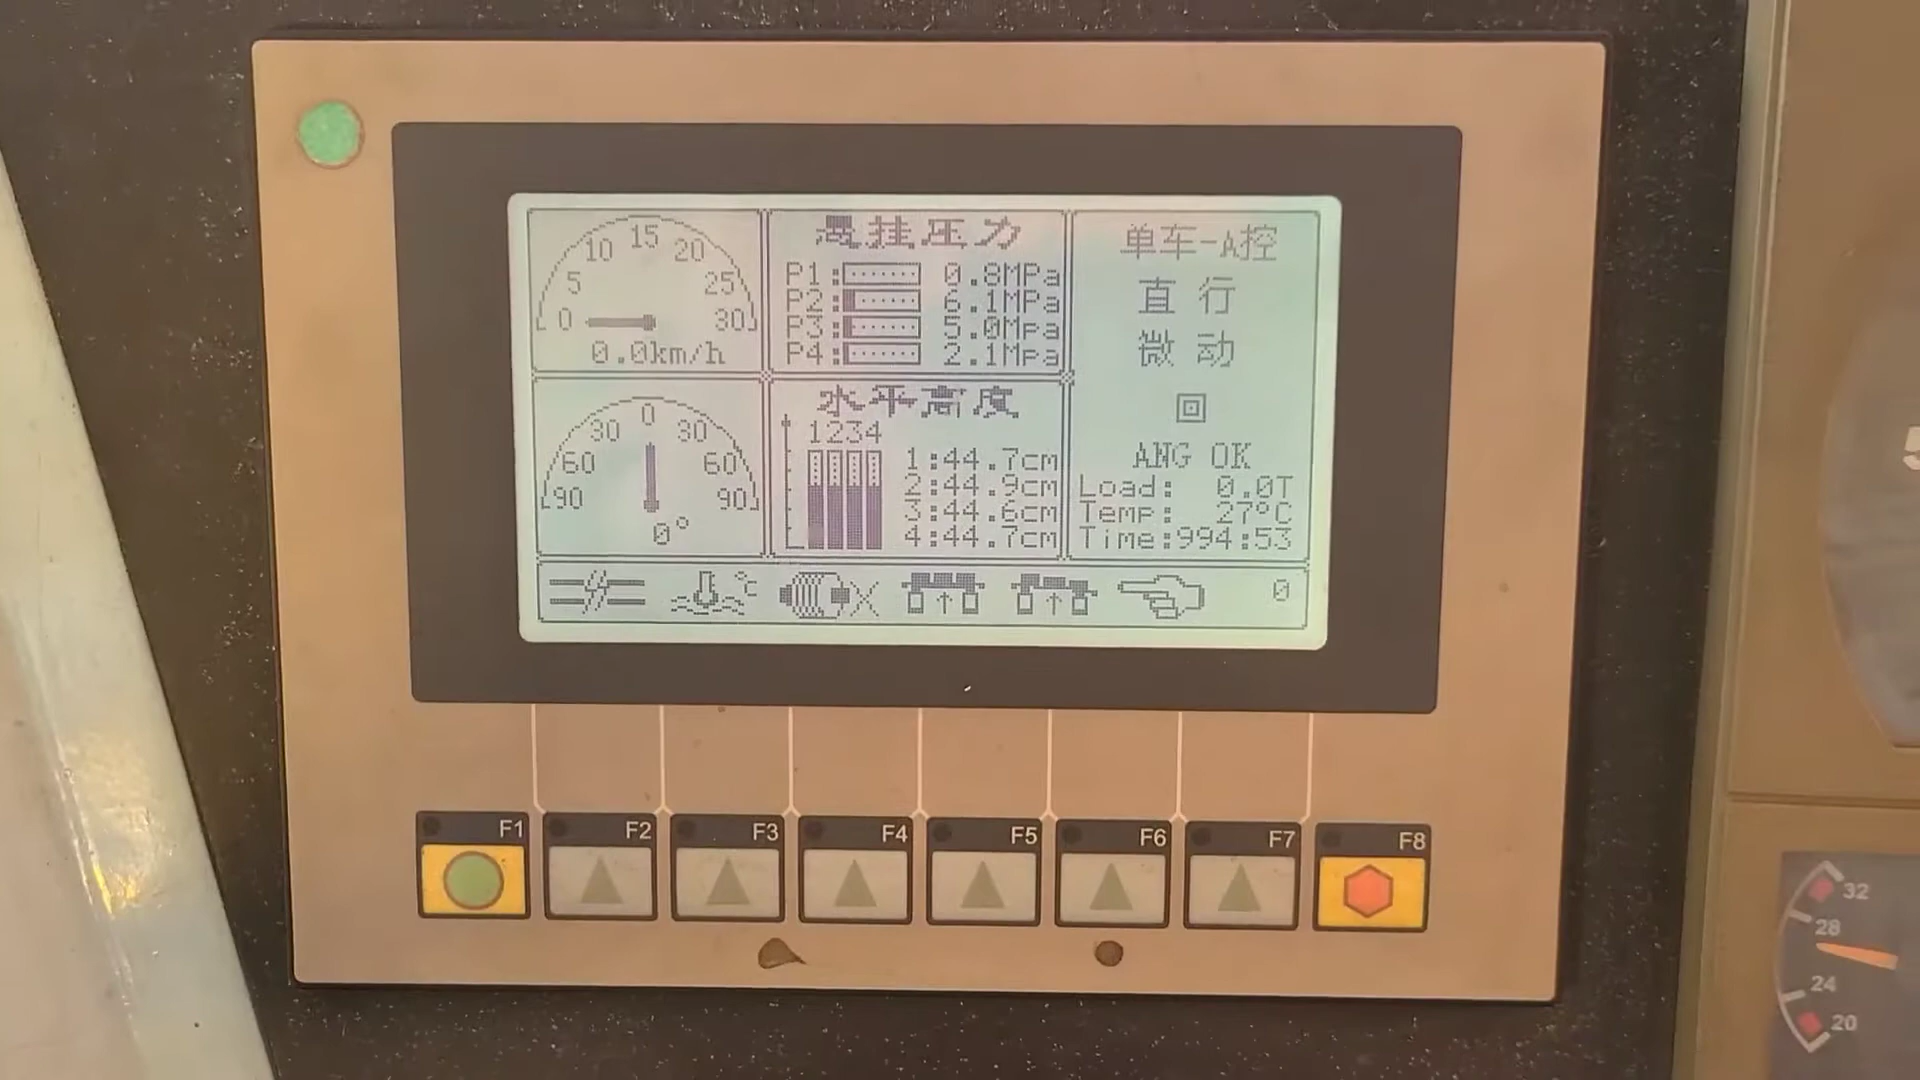 0 5 10 15 20 25 30
0.0km/h
悬挂压力
P1: 0.8MPa
P2: 6.1MPa
P3: 5.0Mpa
P4: 2.1Mpa
单车-A控
直行
微动
回
ANG OK
Load: 0.0T
Temp: 27°C
Time:994:53
90 60 30 0 30 60 90
0°
水平高度
1234
1:44.7cm
2:44.9cm
3:44.6cm
4:44.7cm
°C
X
0
F1 F2 F3 F4 F5 F6 F7 F8
5
32
28
24
20